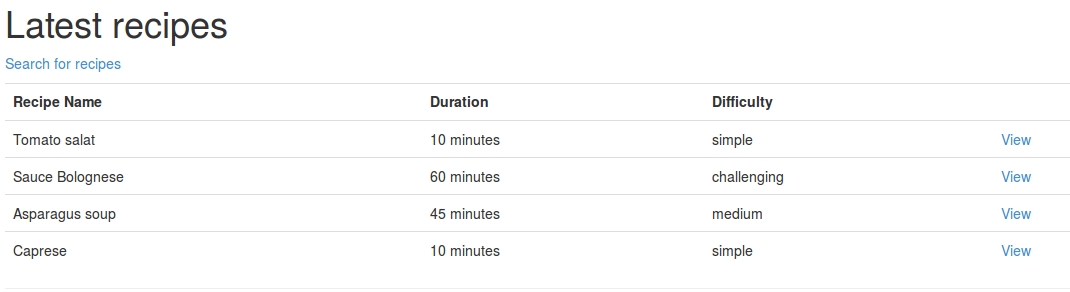 Latest recipes
Search for recipes
Recipe Name Duration Difficulty
Tomato salat 10 minutes simple View
Sauce Bolognese 60 minutes challenging View
Asparagus soup 45 minutes medium View
Caprese 10 minutes simple View